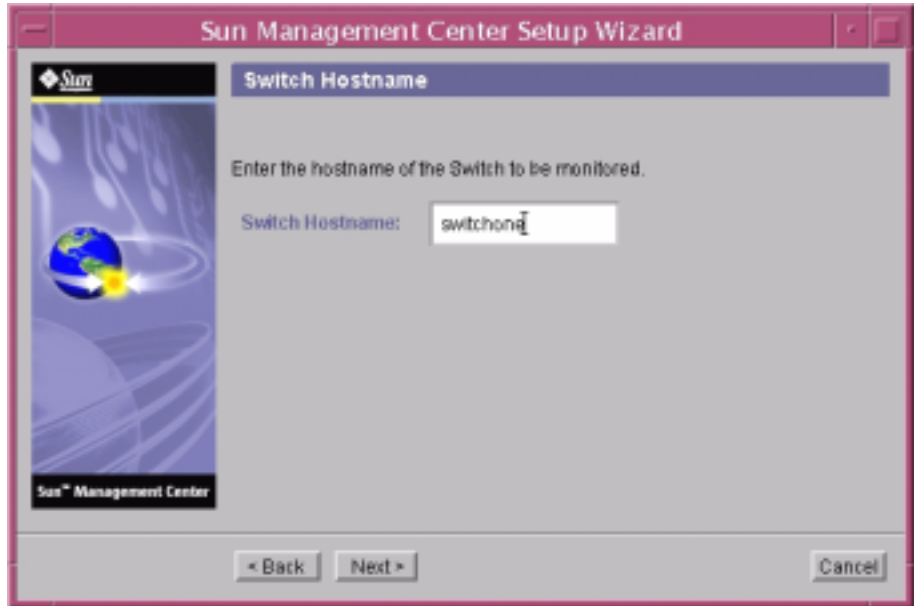 Sun Management Center Setup Wizard
Sun
Switch Hostname
Enter the hostname of the Switch to be monitored.
Switch Hostname: switchone
Sun™ Management Center
< Back Next > Cancel